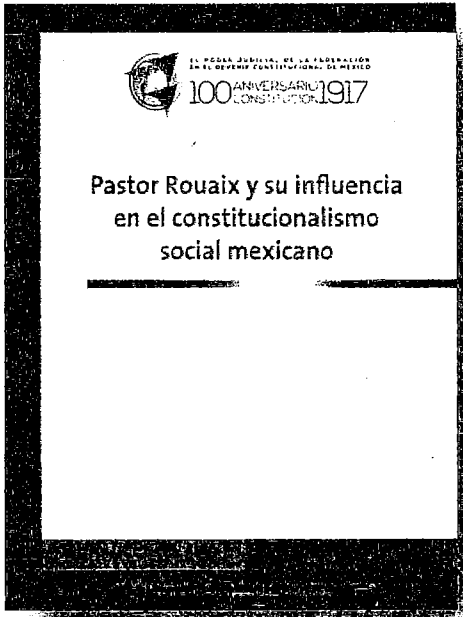 EL PODER JUDICIAL DE LA FEDERACIÓN
EN EL DEVENIR CONSTITUCIONAL DE MÉXICO
100 ANIVERSARIO CONSTITUCIÓN 1917
Pastor Rouaix y su influencia
en el constitucionalismo
social mexicano